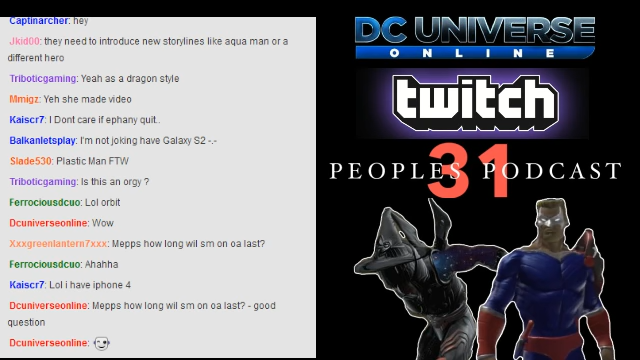 Captinarcher: hey
Jkid00: they need to introduce new storylines like aqua man or a
different hero
Triboticgaming: Yeah as a dragon style
Mmigz: Yeh she made video
Kaiscr7: I Dont care if ephany quit..
Balkanletsplay: I'm not joking have Galaxy S2 -.-
Slade530: Plastic Man FTW
Triboticgaming: Is this an orgy ?
Ferrociousdcuo: Lol orbit
Dcuniverseonline: Wow
Xxxgreenlantern7xxx: Mepps how long wil sm on oa last?
Ferrociousdcuo: Ahahha
Kaiscr7: Lol i have iphone 4
Dcuniverseonline: Mepps how long wil sm on oa last? - good
question
Dcuniverseonline:
DC UNIVERSE
ONLINE
twitch
31
PEOPLES PODCAST